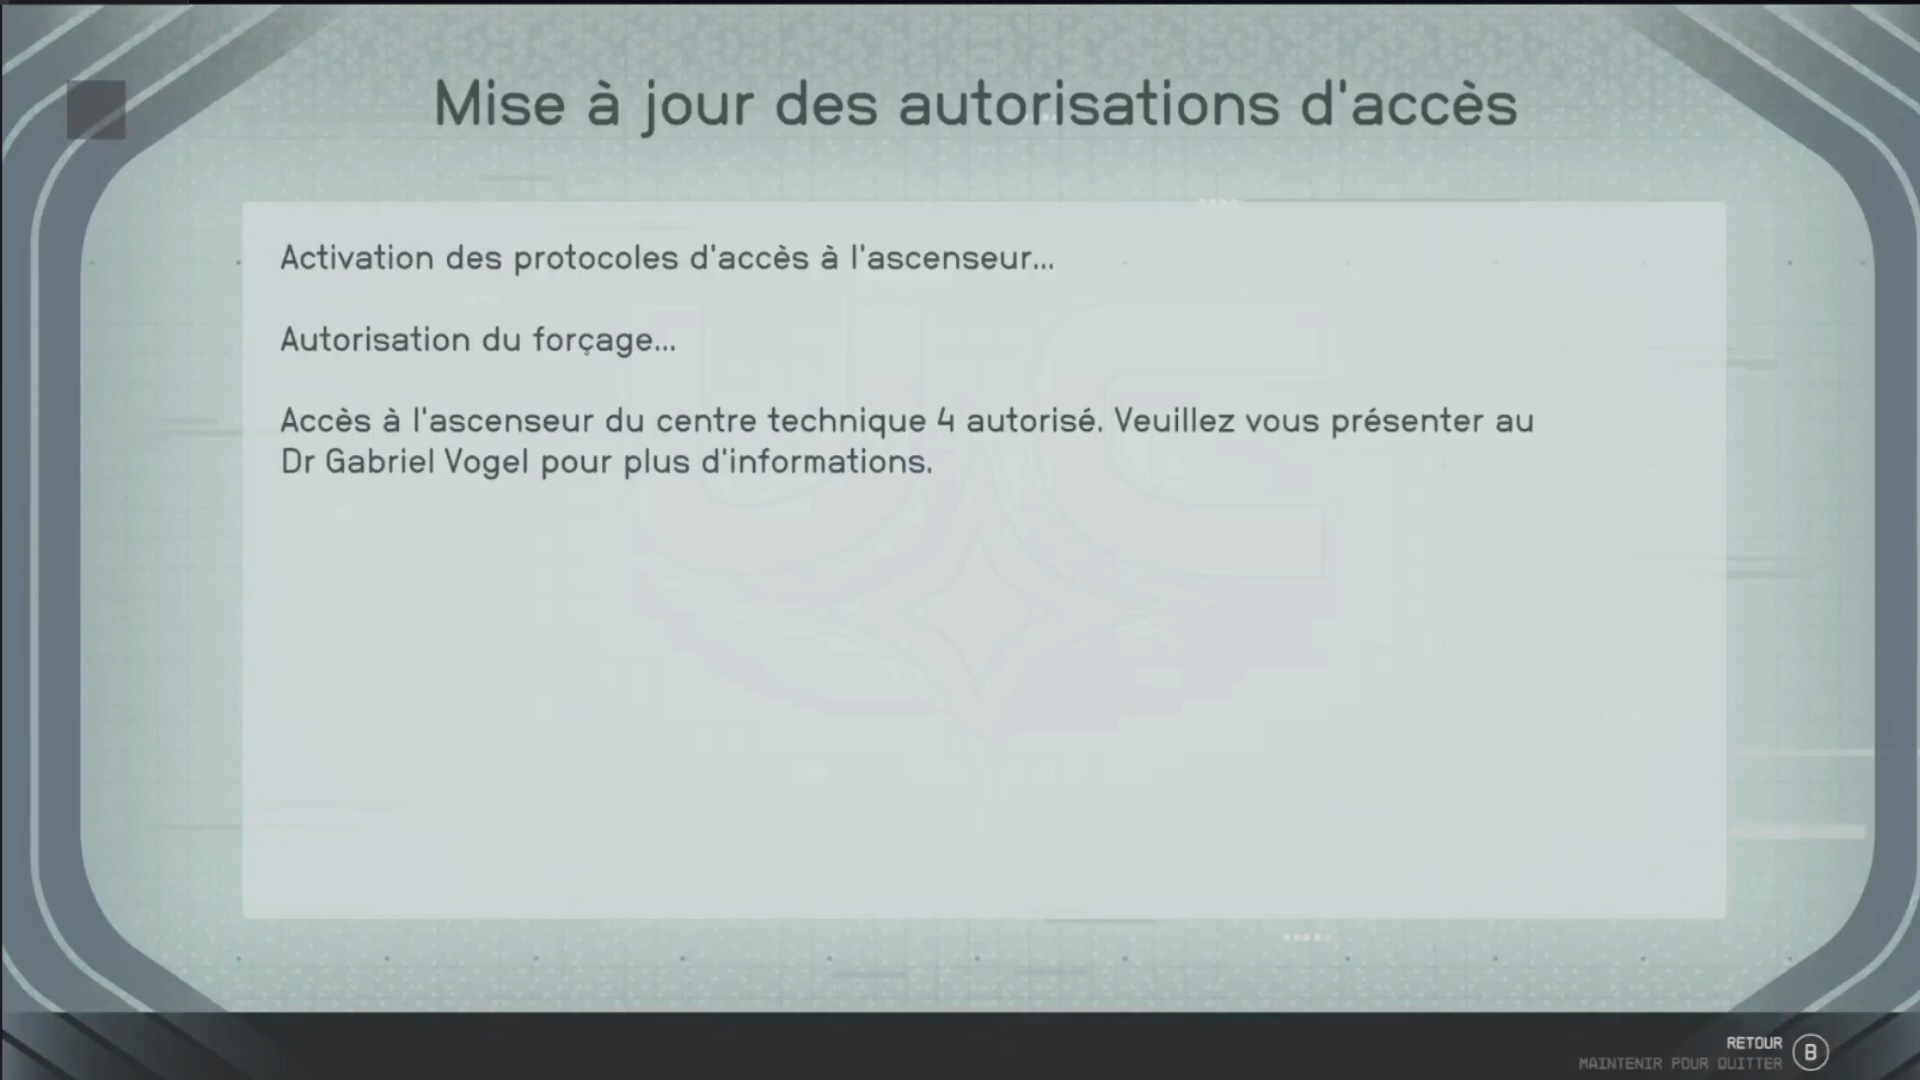 Mise à jour des autorisations d'accès
Activation des protocoles d'accès à l'ascenseur...
Autorisation du forçage...
Accès à l'ascenseur du centre technique 4 autorisé. Veuillez vous présenter au
Dr Gabriel Vogel pour plus d'informations.
UC
RETOUR
B
MAINTENIR POUR QUITTER